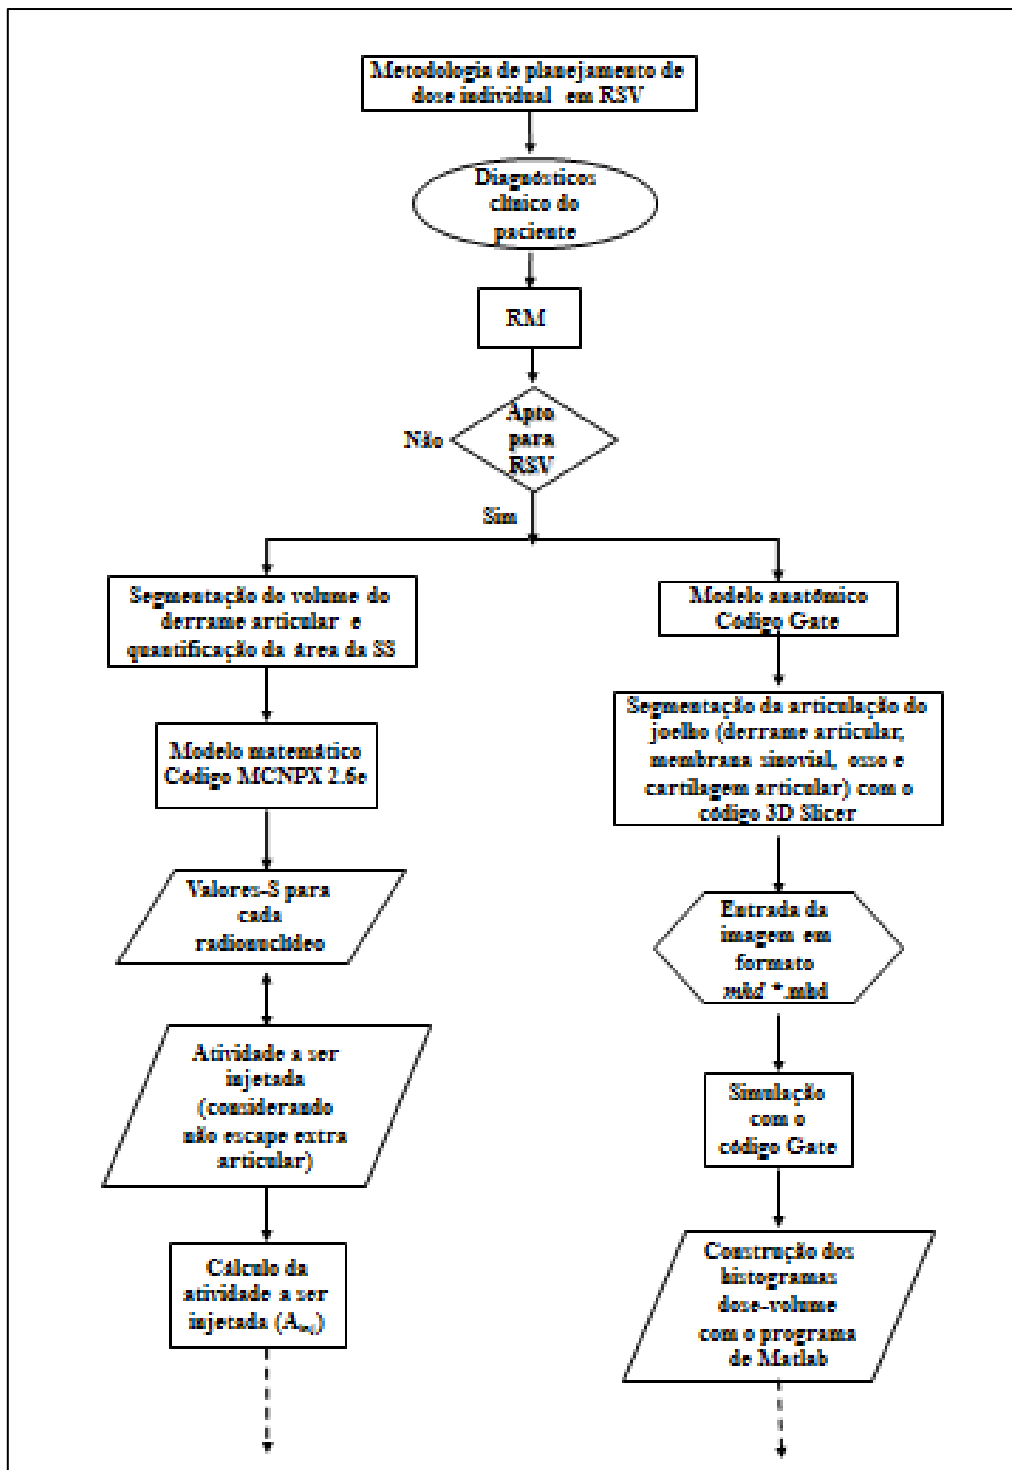 Metodologia de planejamento de
dose individual em RSV
Diagnósticos
clínico do
paciente
RM
Apto
para
RSV
Não
Sim
Segmentação do volume do
derrame articular e
quantificação da área da SS
Modelo matemático
Código MCNPX 2.6e
Valores-S para
cada
radionuclídeo
Atividade a ser
injetada
(considerando
não escape extra
articular)
Cálculo da
atividade a ser
injetada (A_inj)
Modelo anatômico
Código Gate
Segmentação da articulação do
joelho (derrame articular,
membrana sinovial, osso e
cartilagem articular) com o
código 3D Slicer
Entrada da
imagem em
formato
mhd *.mhd
Simulação
com o
código Gate
Construção dos
histogramas
dose-volume
com o programa
de Matlab